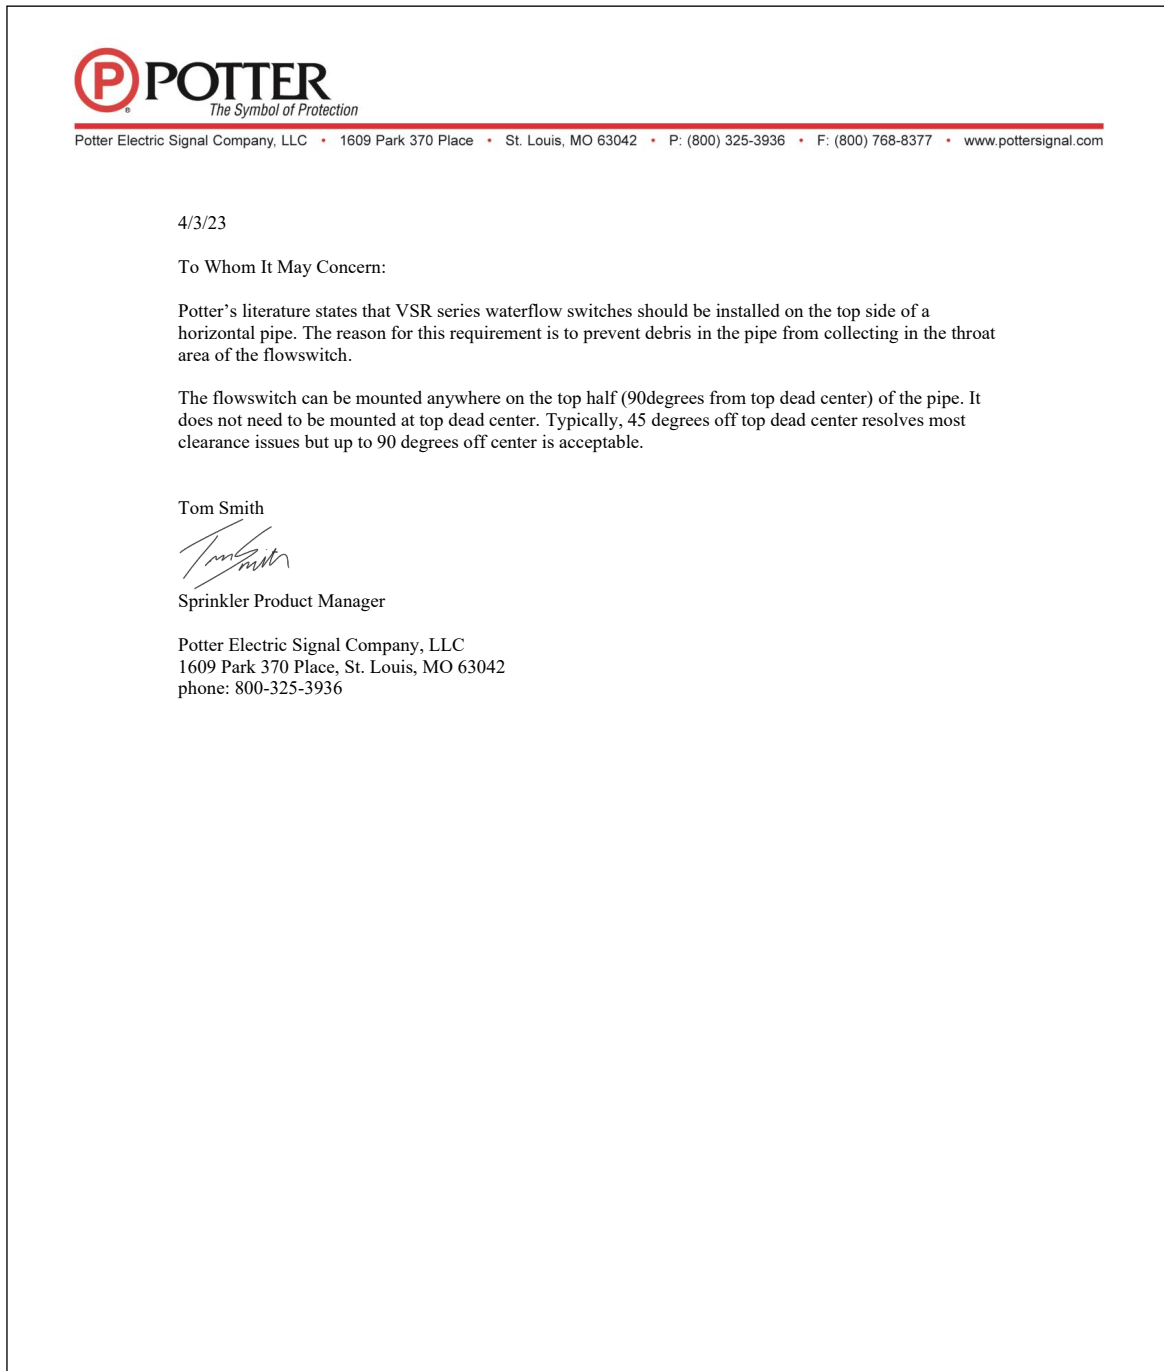 P POTTER
®
The Symbol of Protection
Potter Electric Signal Company, LLC • 1609 Park 370 Place • St. Louis, MO 63042 • P: (800) 325-3936 • F: (800) 768-8377 • www.pottersignal.com
4/3/23
To Whom It May Concern:
Potter’s literature states that VSR series waterflow switches should be installed on the top side of a
horizontal pipe. The reason for this requirement is to prevent debris in the pipe from collecting in the throat
area of the flowswitch.
The flowswitch can be mounted anywhere on the top half (90degrees from top dead center) of the pipe. It
does not need to be mounted at top dead center. Typically, 45 degrees off top dead center resolves most
clearance issues but up to 90 degrees off center is acceptable.
Tom Smith
Tom Smith
Sprinkler Product Manager
Potter Electric Signal Company, LLC
1609 Park 370 Place, St. Louis, MO 63042
phone: 800-325-3936